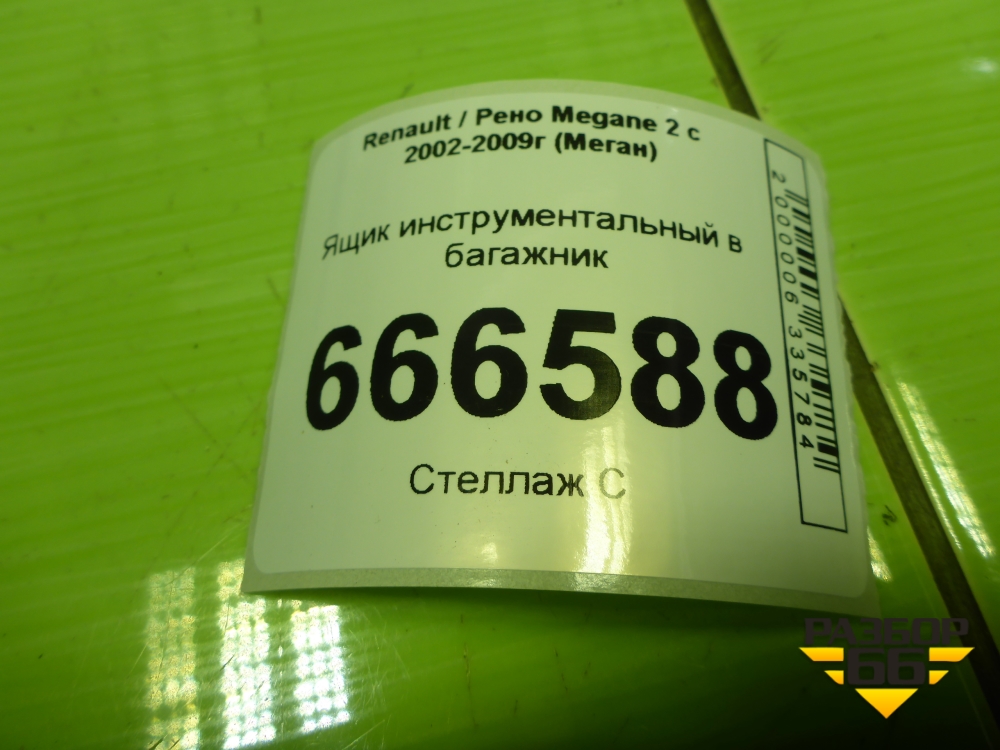 Renault / Рено Megane 2 с
2002-2009г (Меган)
Ящик инструментальный в
багажник
666588
Стеллаж С
2000006335784
РАЗБОР
66